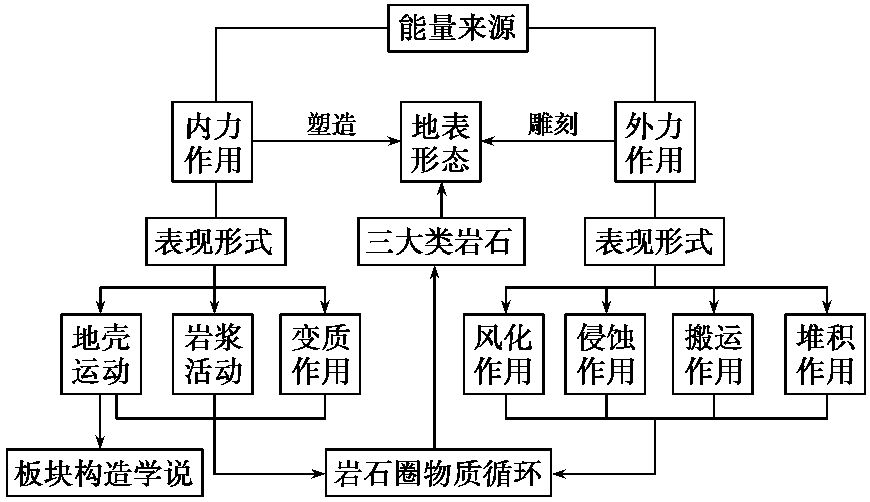 能量来源
内力
作用
塑造
地表
形态
雕刻
外力
作用
表现形式
三大类岩石
表现形式
地壳
运动
岩浆
活动
变质
作用
风化
作用
侵蚀
作用
搬运
作用
堆积
作用
板块构造学说
岩石圈物质循环